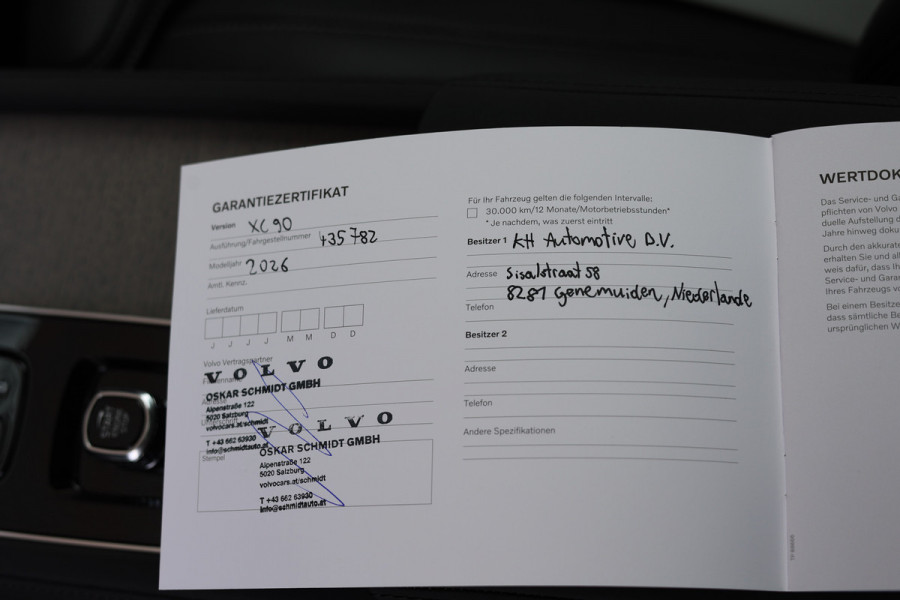 GARANTIEZERTIFIKAT
Version XC90
Ausführung/Fahrgestellnummer 435782
Modelljahr 2026
Amtl. Kennz.
Lieferdatum
J J J J M M D D
Volvo Vertragspartner
VOLVO
OSKAR SCHMIDT GMBH
Alpenstraße 122
5020 Salzburg
volvocars.at/schmidt
T +43 662 63930
info@schmidtauto.at
Stempel
VOLVO
OSKAR SCHMIDT GMBH
Alpenstraße 122
5020 Salzburg
volvocars.at/schmidt
T +43 662 63930
info@schmidtauto.at
Für Ihr Fahrzeug gelten die folgenden Intervalle:
30.000 km/12 Monate/Motorbetriebsstunden*
* Je nachdem, was zuerst eintritt
Besitzer 1 KH Automotive B.V.
Adresse Sisalstraat 58
8281 Genemuiden, Niederlande
Telefon
Besitzer 2
Adresse
Telefon
Andere Spezifikationen
WERTDOK
Das Service- und Ga
pflichten von Volvo
duelle Aufstellung d
Jahre hinweg doku
Durch den akkurate
erhalten Sie und all
weis dafür, dass Ih
Service- und Garan
Ihres Fahrzeugs vo
Bei einem Besitze
dass sämtliche Be
ursprünglichen W